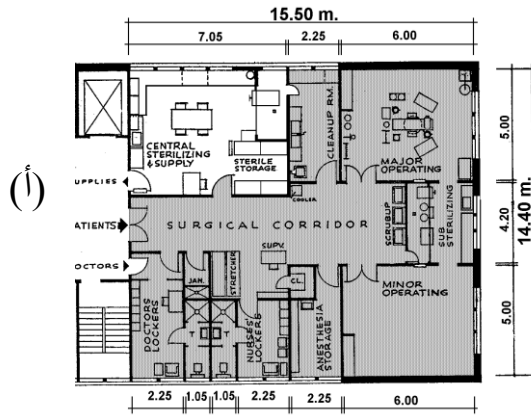 15.50 m.
7.05 2.25 6.00
(أ)
CENTRAL
STERILIZING
& SUPPLY
STERILE
STORAGE
CLEANUP RM.
MAJOR
OPERATING
5.00
UPPLIES
COOLER
ATIENTS
SURGICAL CORRIDOR
SCRUBUP
SUB
STERILIZING
4.20
14.40 m.
OCTORS
SUPV.
JAN.
STRETCHER
CL.
MINOR
OPERATING
DOCTORS
LOCKERS
T
T
NURSES
LOCKERS
ANESTHESIA
STORAGE
5.00
2.25 1.05 1.05 2.25 2.25 6.00